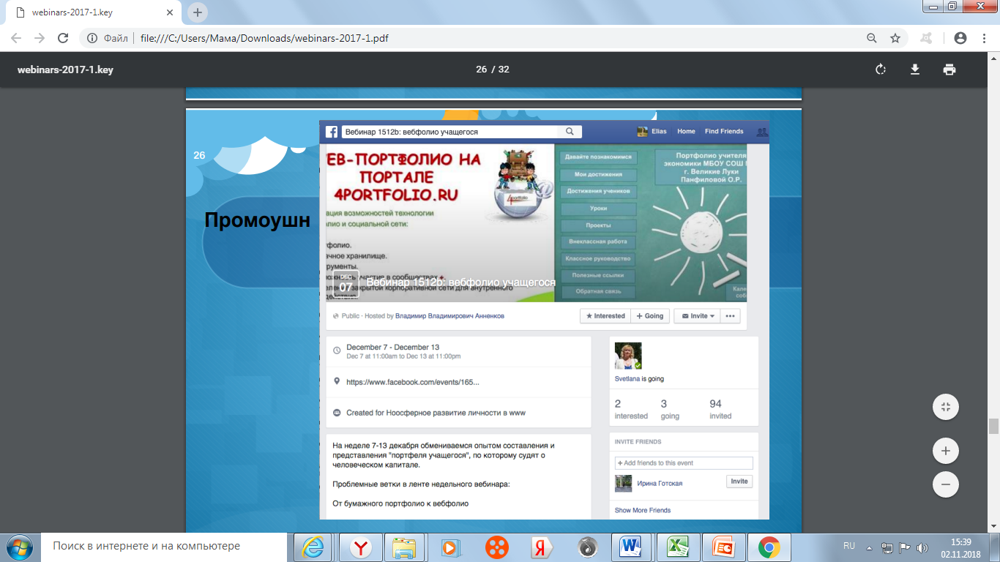 webinars-2017-1.key
Файл file:///C:/Users/Мама/Downloads/webinars-2017-1.pdf
webinars-2017-1.key
26 / 32
26
Промоушн
Вебинар 1512b: вебфолио учащегося
Elias Home Find Friends
ЕВ-ПОРТФОЛИО НА
ПОРТАЛЕ
4PORTFOLIO.RU
ация возможностей технологии
лио и социальной сети:
фолио.
ачное хранилище.
рументы.
участие в сообществах
закрытой корпоративной сети для внутреннего
4portfolio
Давайте познакомимся
Мои достижения
Достижения учеников
Уроки
Проекты
Внеклассная работа
Классное руководство
Полезные ссылки
Обратная связь
Портфолио учителя
экономики МБОУ СОШ
г. Великие Луки
Панфиловой О.Р.
Кале
соб
DEC
07
Вебинар 1512b: вебфолио учащегося
Public · Hosted by Владимир Владимирович Анненков
Interested
Going
Invite
December 7 - December 13
Dec 7 at 11:00am to Dec 13 at 11:00pm
https://www.facebook.com/events/165...
Created for Ноосферное развитие личности в www
На неделе 7-13 декабря обмениваемся опытом составления и
представления "портфеля учащегося", по которому судят о
человеческом капитале.
Проблемные ветки в ленте недельного вебинара:
От бумажного портфолио к вебфолио
Svetlana is going
2 3 94
interested going invited
INVITE FRIENDS
+ Add friends to this event
Ирина Готская Invite
Show More Friends
Поиск в интернете и на компьютере
RU
15:39
02.11.2018